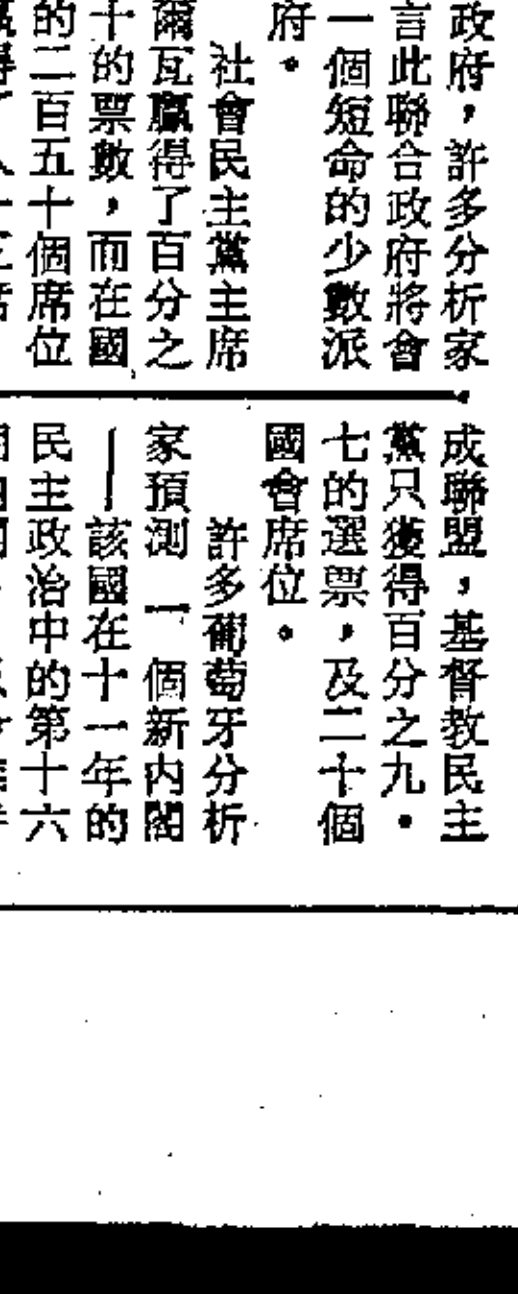 政府，許多分析家
言此聯合政府將會
一個短命的少數派
府。
社會民主黨主席
爾瓦贏得了百分之
十的票數，而在國
的二百五十個席位
成聯盟，基督教民主
黨只獲得百分之九・
七的選票，及二十個
國會席位。
許多葡萄牙分析
家預測一個新內閣
—該國在十一年的
民主政治中的第十六